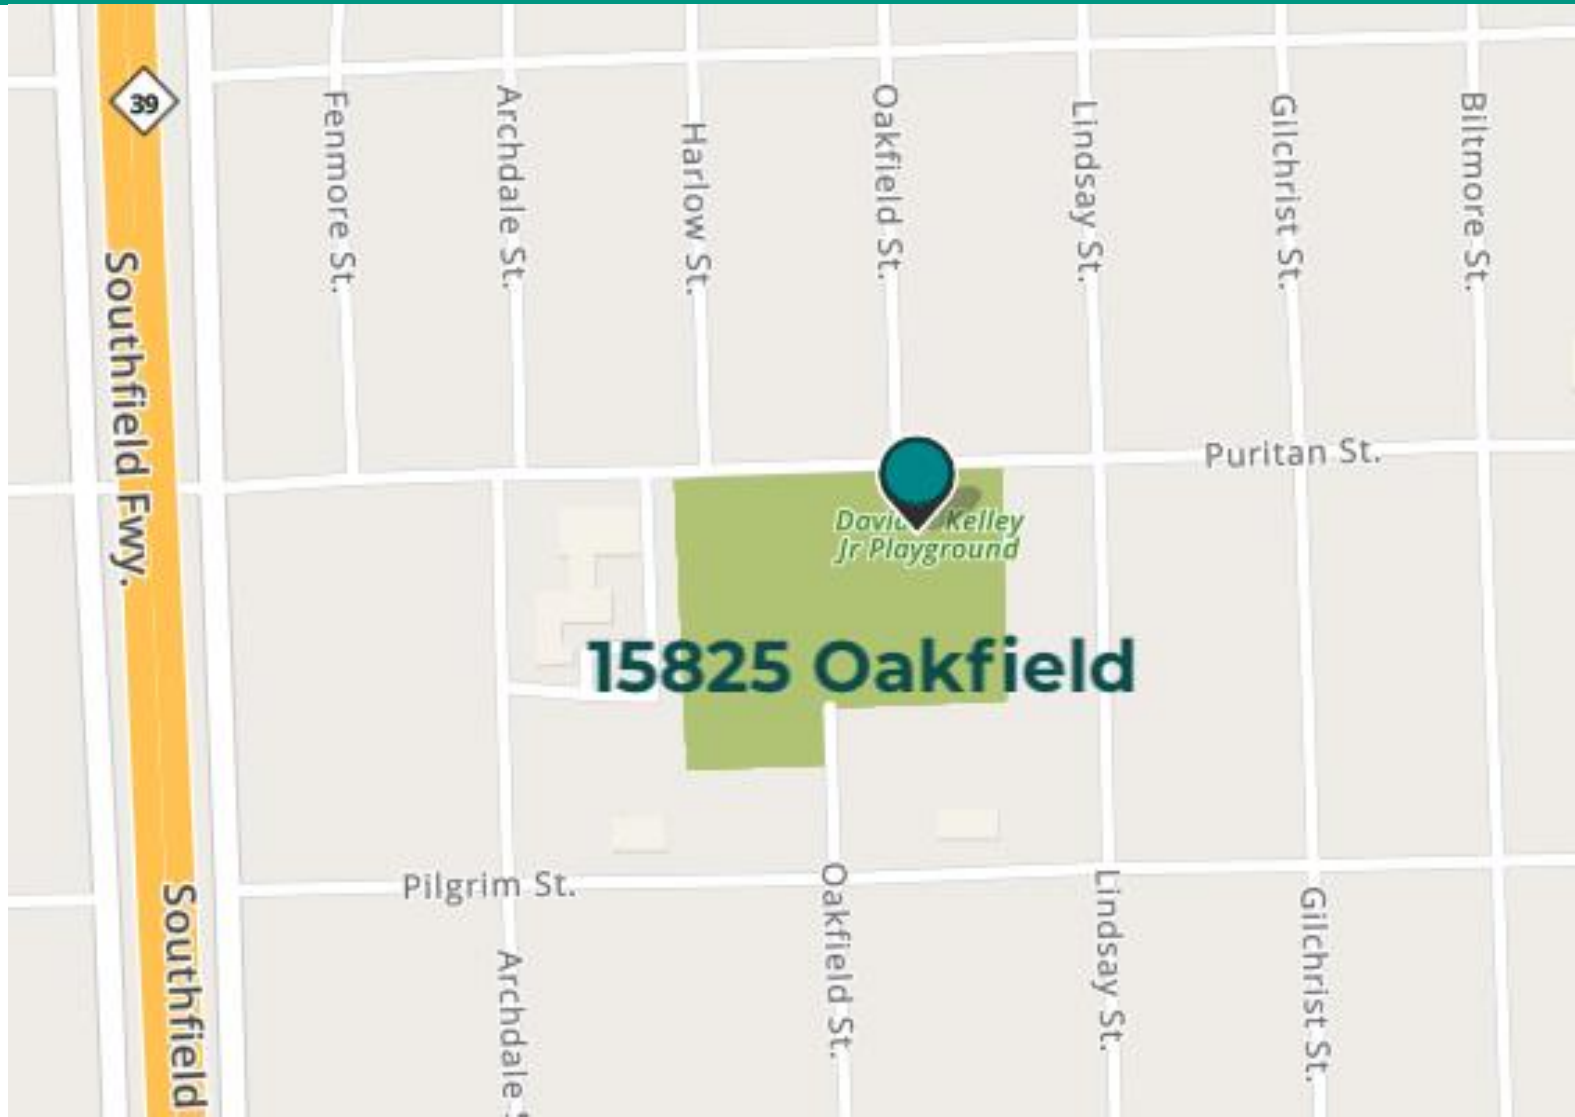 39
Fenmore St.
Archdale St.
Harlow St.
Oakfield St.
Lindsay St.
Gilchrist St.
Biltmore St.
Southfield Fwy.
Puritan St.
Kelley
Jr Playground
15825 Oakfield
Pilgrim St.
Southfield
Archdale
Oakfield St.
Lindsay St.
Gilchrist St.